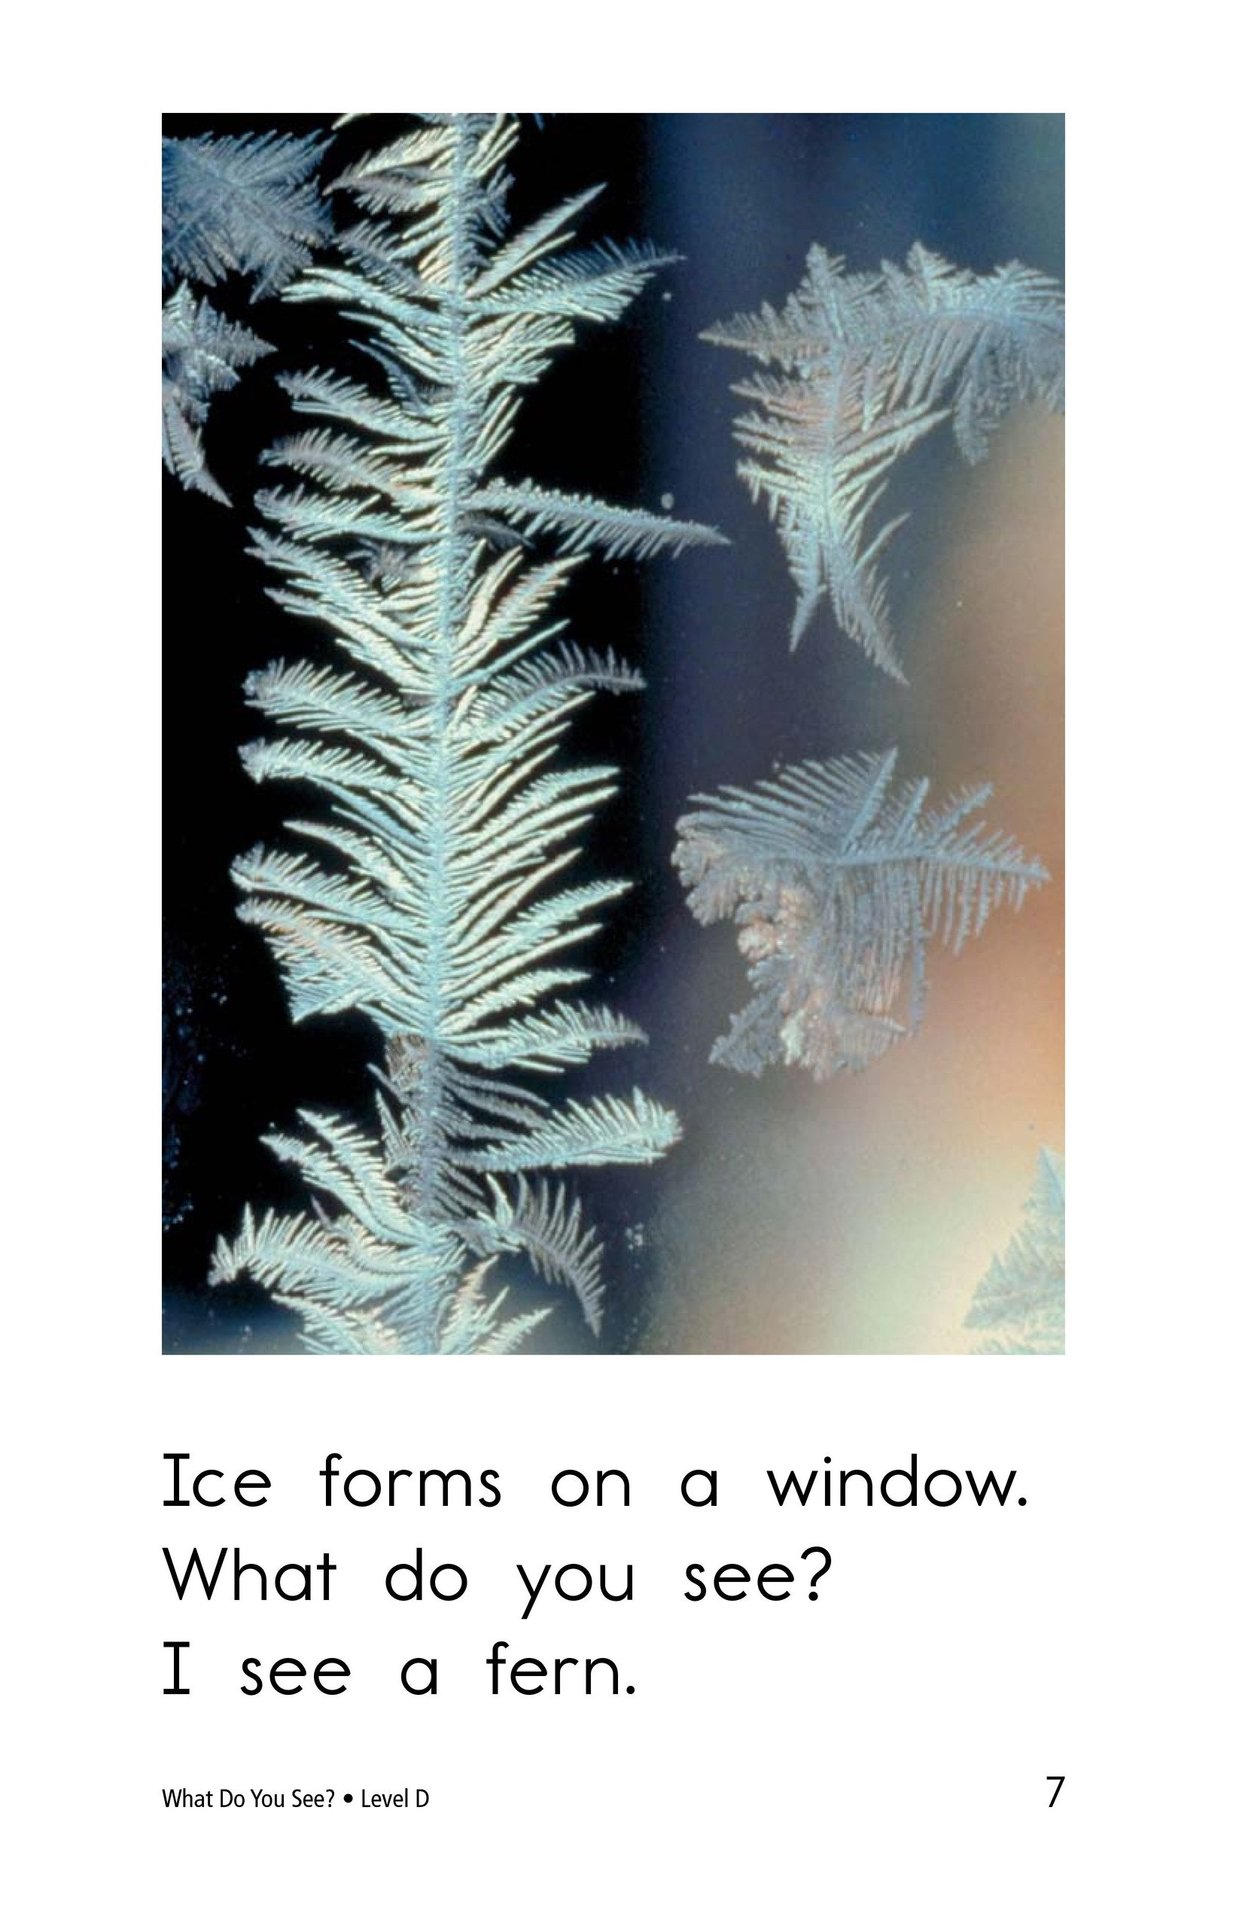 Ice forms on a window.
What do you see?
I see a fern.
What Do You See? • Level D
7